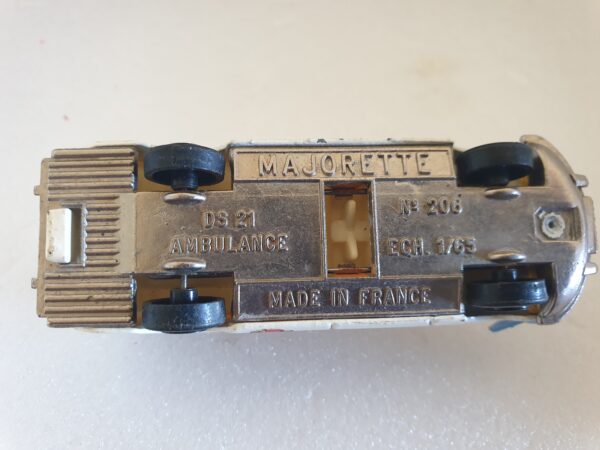 MAJORETTE
DS 21
AMBULANCE
Nº 206
ECH. 1/65
MADE IN FRANCE